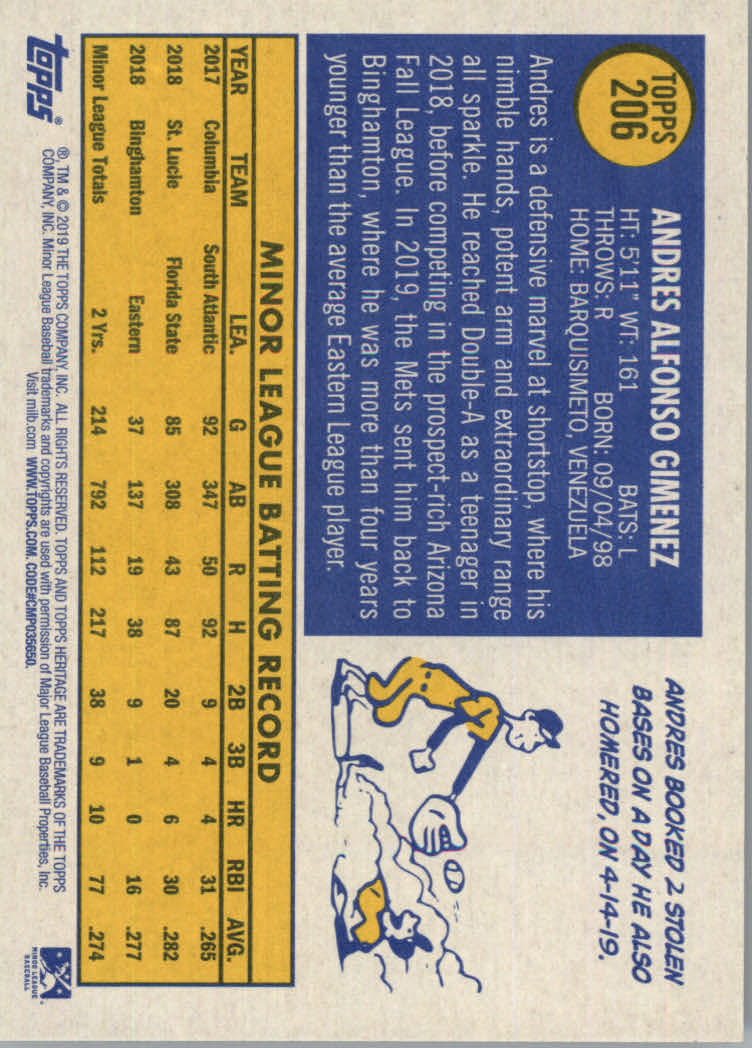 TOPPS
206
ANDRES ALFONSO GIMENEZ
HT: 5'11" WT: 161 BATS: L
THROWS: R BORN: 09/04/98
HOME: BARQUISIMETO, VENEZUELA
Andres is a defensive marvel at shortstop, where his
nimble hands, potent arm and extraordinary range
all sparkle. He reached Double-A as a teenager in
2018, before competing in the prospect-rich Arizona
Fall League. In 2019, the Mets sent him back to
Binghamton, where he was more than four years
younger than the average Eastern League player.
ANDRES BOOKED 2 STOLEN
BASES ON A DAY HE ALSO
HOMERED, ON 4-14-19.
MINOR LEAGUE BATTING RECORD
YEAR TEAM LEA. G AB R H 2B 3B HR RBI AVG.
2017 Columbia South Atlantic 92 347 50 92 9 4 4 31 .265
2018 St. Lucie Florida State 85 308 43 87 20 4 6 30 .282
2018 Binghamton Eastern 37 137 19 38 9 1 0 16 .277
Minor League Totals 2 Yrs. 214 792 112 217 38 9 10 77 .274
topps®
®, TM & © 2019 THE TOPPS COMPANY, INC. ALL RIGHTS RESERVED. TOPPS AND TOPPS HERITAGE ARE TRADEMARKS OF THE TOPPS
COMPANY, INC. Minor League Baseball trademarks and copyrights are used with permission of Major League Baseball Properties, Inc.
Visit milb.com WWW.TOPPS.COM. CODE#CMP035650.
MINOR LEAGUE
BASEBALL